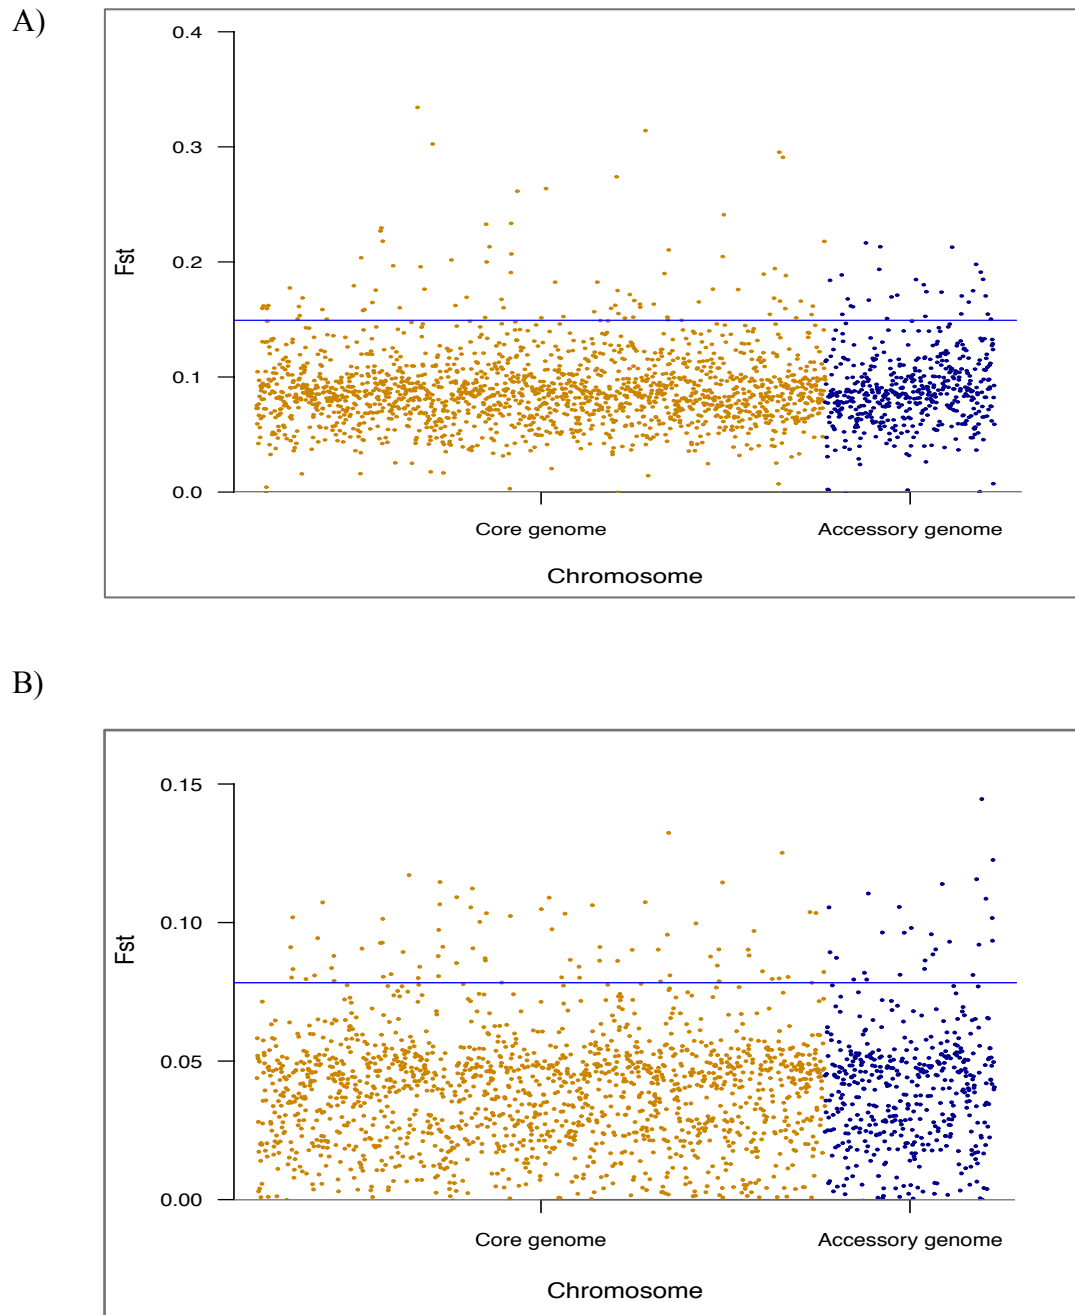 A)
0.4
0.3
0.2
0.1
0.0
Fst
Core genome
Accessory genome
Chromosome
B)
0.15
0.10
0.05
0.00
Fst
Core genome
Accessory genome
Chromosome